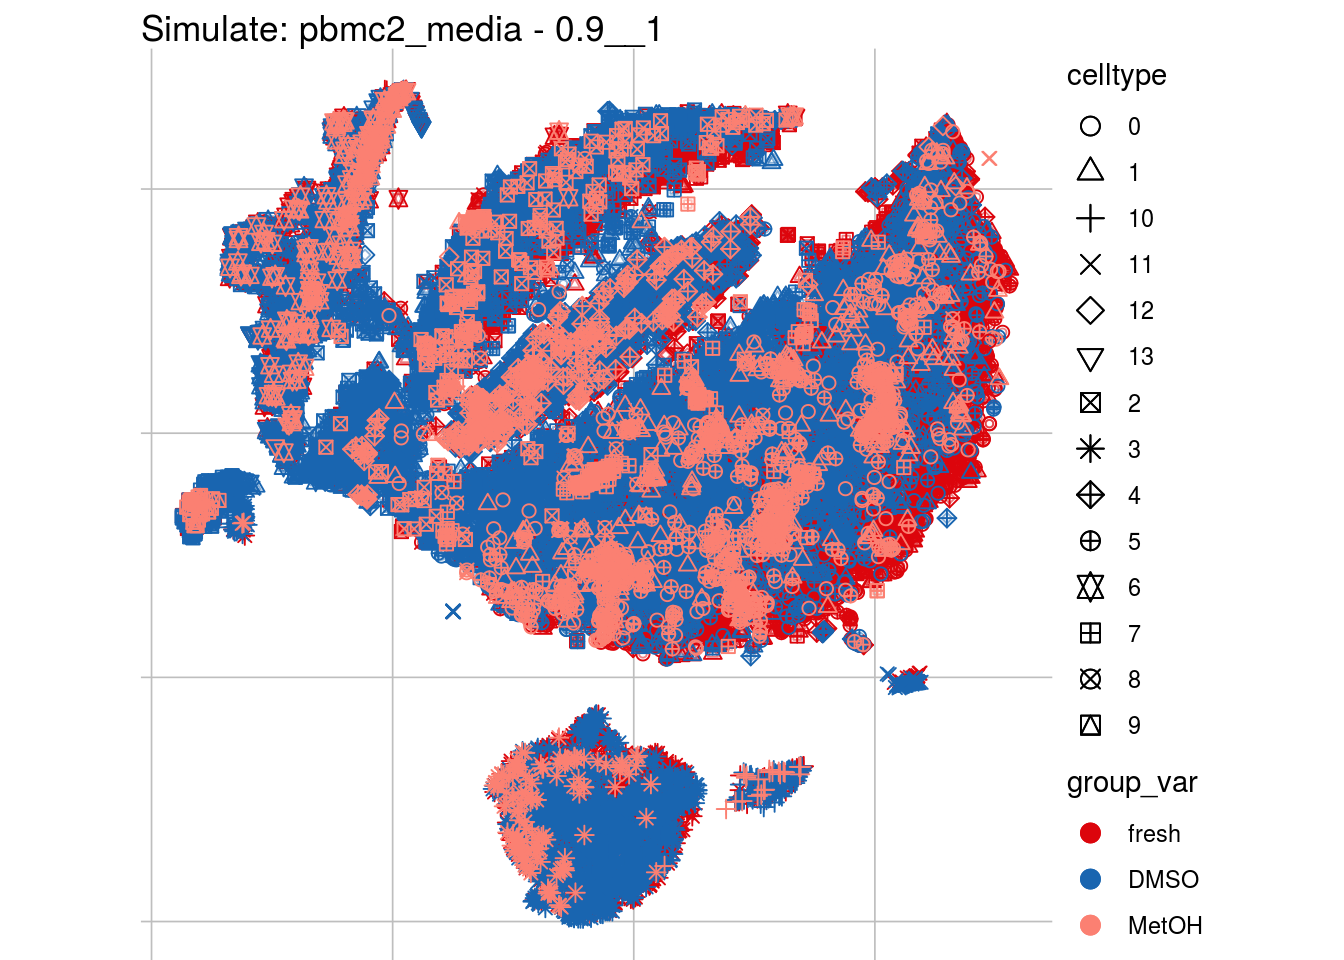 Simulate: pbmc2_media - 0.9__1
celltype
0
1
10
11
12
13
2
3
4
5
6
7
8
9
group_var
fresh
DMSO
MetOH